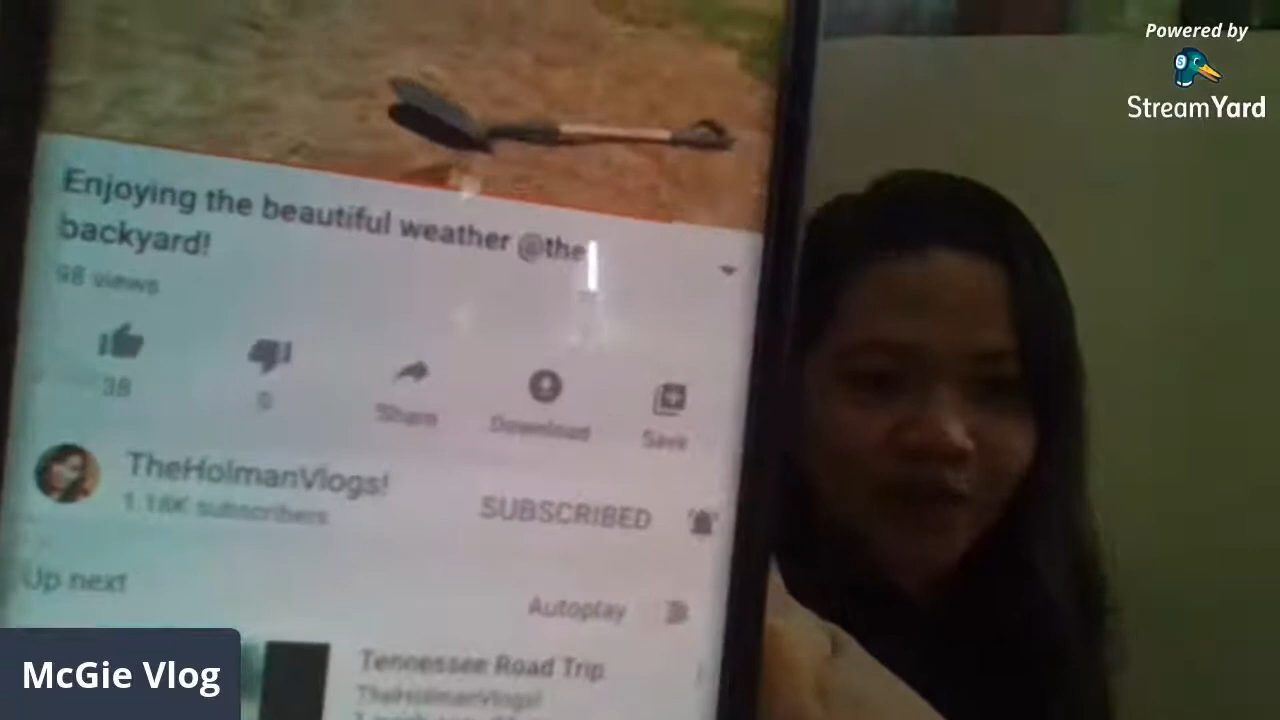 Powered by
StreamYard
Enjoying the beautiful weather @the
backyard!
98 views
38
0
Share
Download
Save
TheHolmanVlogs!
1.18K subscribers
SUBSCRIBED
Up next
Autoplay
Tennessee Road Trip
TheHolmanVlogs!
McGie Vlog